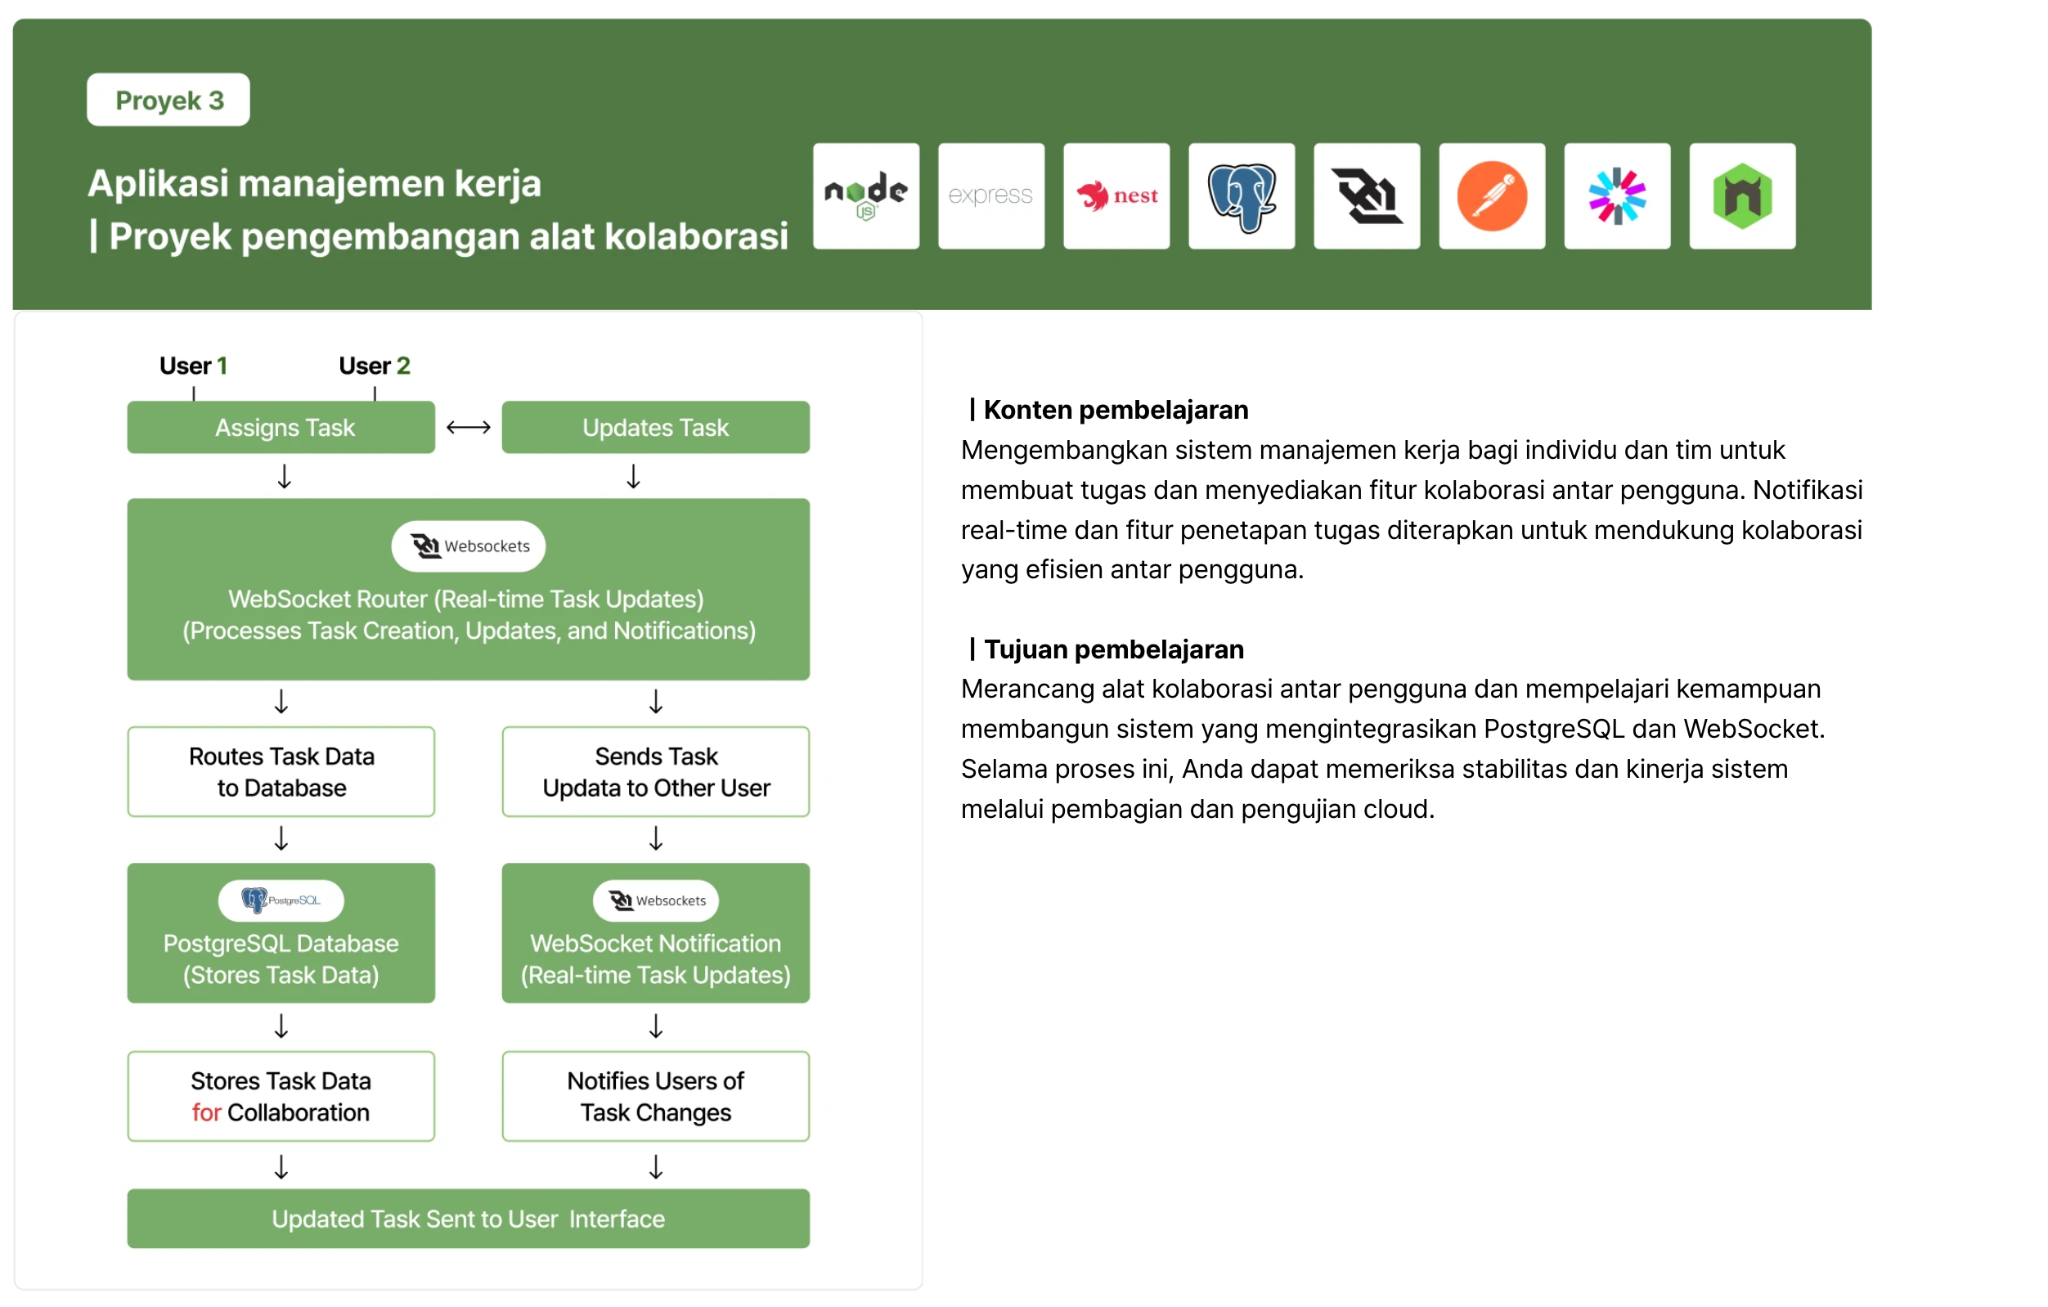 Proyek 3
Aplikasi manajemen kerja
| Proyek pengembangan alat kolaborasi
node
JS
express
nest
User 1
User 2
Assigns Task
Updates Task
Websockets
WebSocket Router (Real-time Task Updates)
(Processes Task Creation, Updates, and Notifications)
Routes Task Data
to Database
Sends Task
Updata to Other User
PostgreSQL
PostgreSQL Database
(Stores Task Data)
Websockets
WebSocket Notification
(Real-time Task Updates)
Stores Task Data
for Collaboration
Notifies Users of
Task Changes
Updated Task Sent to User Interface
| Konten pembelajaran
Mengembangkan sistem manajemen kerja bagi individu dan tim untuk
membuat tugas dan menyediakan fitur kolaborasi antar pengguna. Notifikasi
real-time dan fitur penetapan tugas diterapkan untuk mendukung kolaborasi
yang efisien antar pengguna.
| Tujuan pembelajaran
Merancang alat kolaborasi antar pengguna dan mempelajari kemampuan
membangun sistem yang mengintegrasikan PostgreSQL dan WebSocket.
Selama proses ini, Anda dapat memeriksa stabilitas dan kinerja sistem
melalui pembagian dan pengujian cloud.